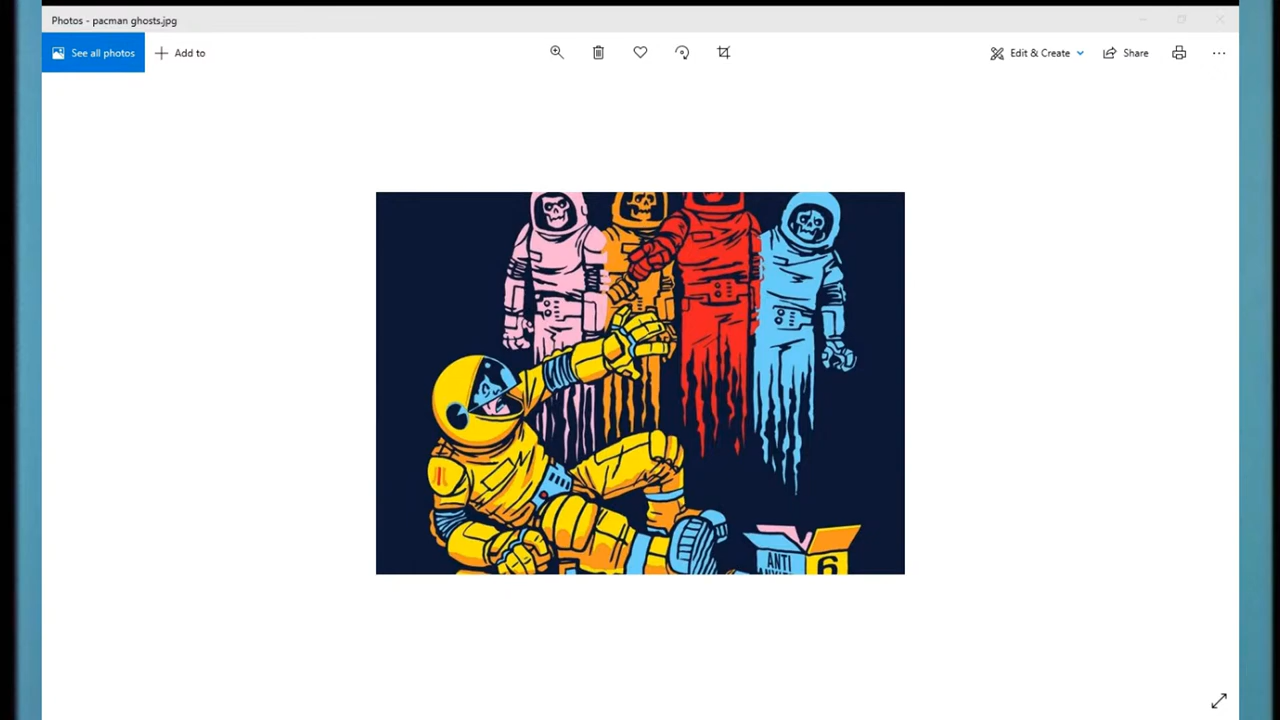 Photos - pacman ghosts.jpg
See all photos
Add to
Edit & Create
Share
ANTI
6